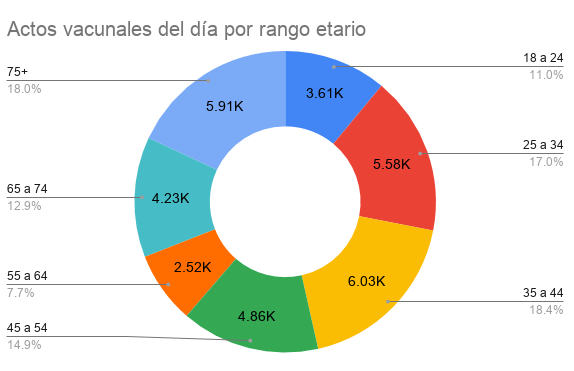 Actos vacunales del día por rango etario
18 a 24
11.0%
3.61K
25 a 34
17.0%
5.58K
35 a 44
18.4%
6.03K
45 a 54
14.9%
4.86K
55 a 64
7.7%
2.52K
65 a 74
12.9%
4.23K
75+
18.0%
5.91K